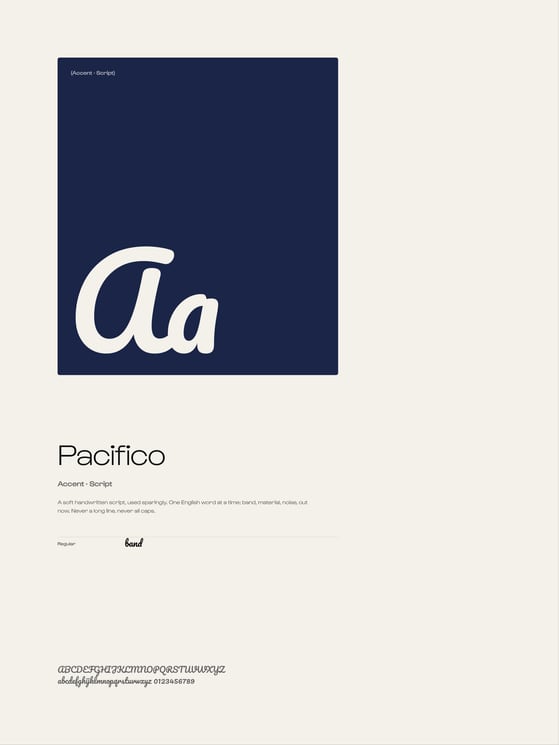 (Accent - Script)
Aa
Pacifico
Accent - Script
A soft handwritten script, used sparingly. One English word at a time; band, material, noise, out
now. Never a long line, never all caps.
Regular
band
ABCDEFGHIJKLMNOPQRSTUVWXYZ
abcdefghijklmnopqrstuvwxyz 0123456789